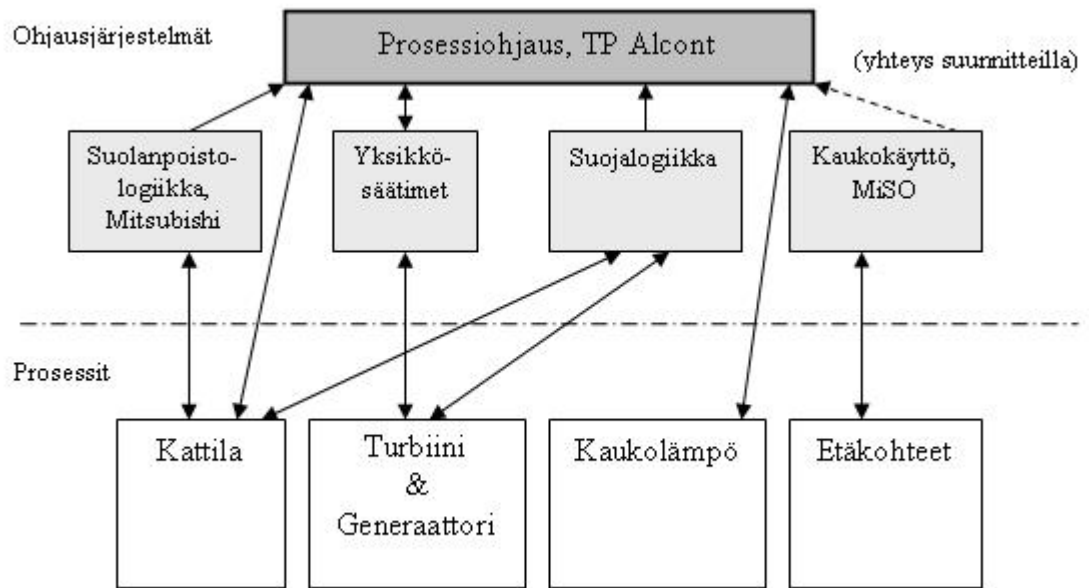 Ohjausjärjestelmät
Prosessiohjaus, TP Alcont
(yhteys suunnitteilla)
Suolanpoisto-
logiikka,
Mitsubishi
Yksikkö-
säätimet
Suojalogiikka
Kaukokäyttö,
MiSO
Prosessit
Kattila
Turbiini
&
Generaattori
Kaukolämpö
Etäkohteet